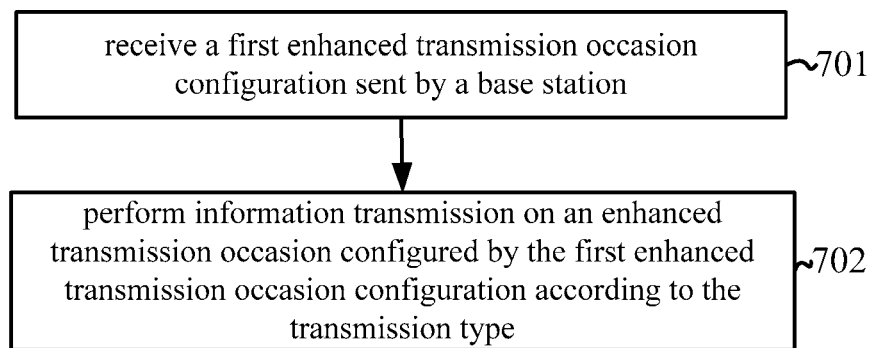 receive a first enhanced transmission occasion
configuration sent by a base station
701
perform information transmission on an enhanced
transmission occasion configured by the first enhanced
transmission occasion configuration according to the
transmission type
702